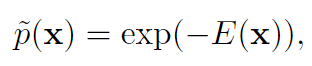 p̃(x) = exp(−E(x)),